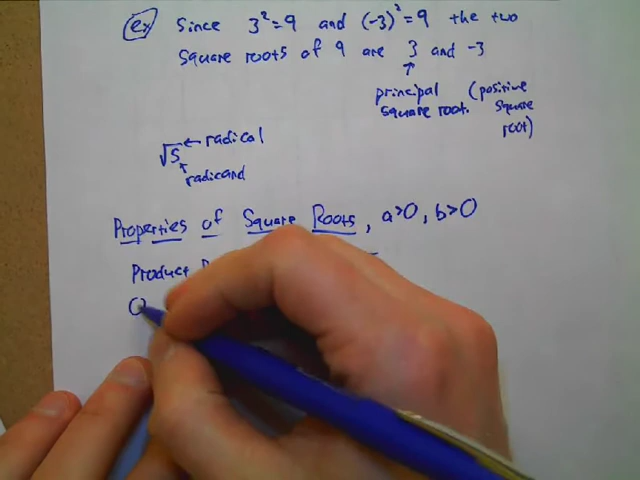 ex Since 3²=9 and (-3)²=9 the two
square roots of 9 are 3 and -3
↑
principal (positive
square root. square
root)
√5 ← radical
radicand
Properties of Square Roots, a>0, b>0
Product